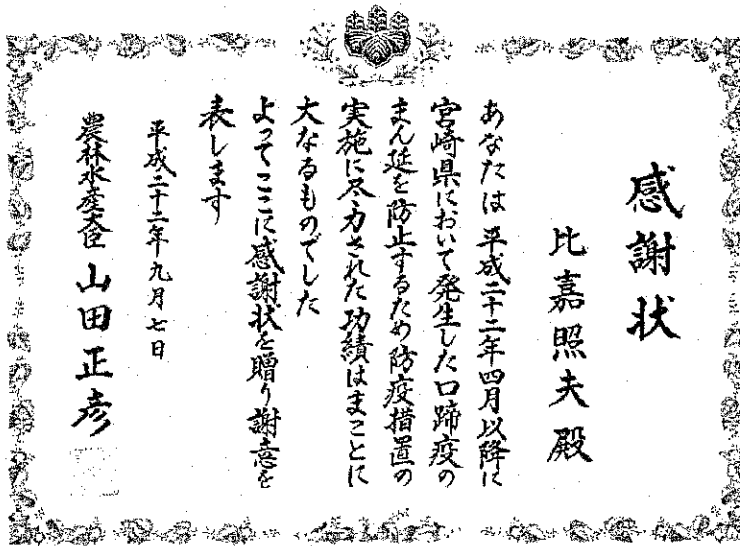 感謝状
比嘉照夫殿
あなたは平成二十二年四月以降に
宮崎県において発生した口蹄疫の
まん延を防止するため防疫措置の
実施に尽力された功績はまことに
大なるものでした
よってここに感謝状を贈り謝意を
表します
平成二十二年九月七日
農林水産大臣 山田正彦